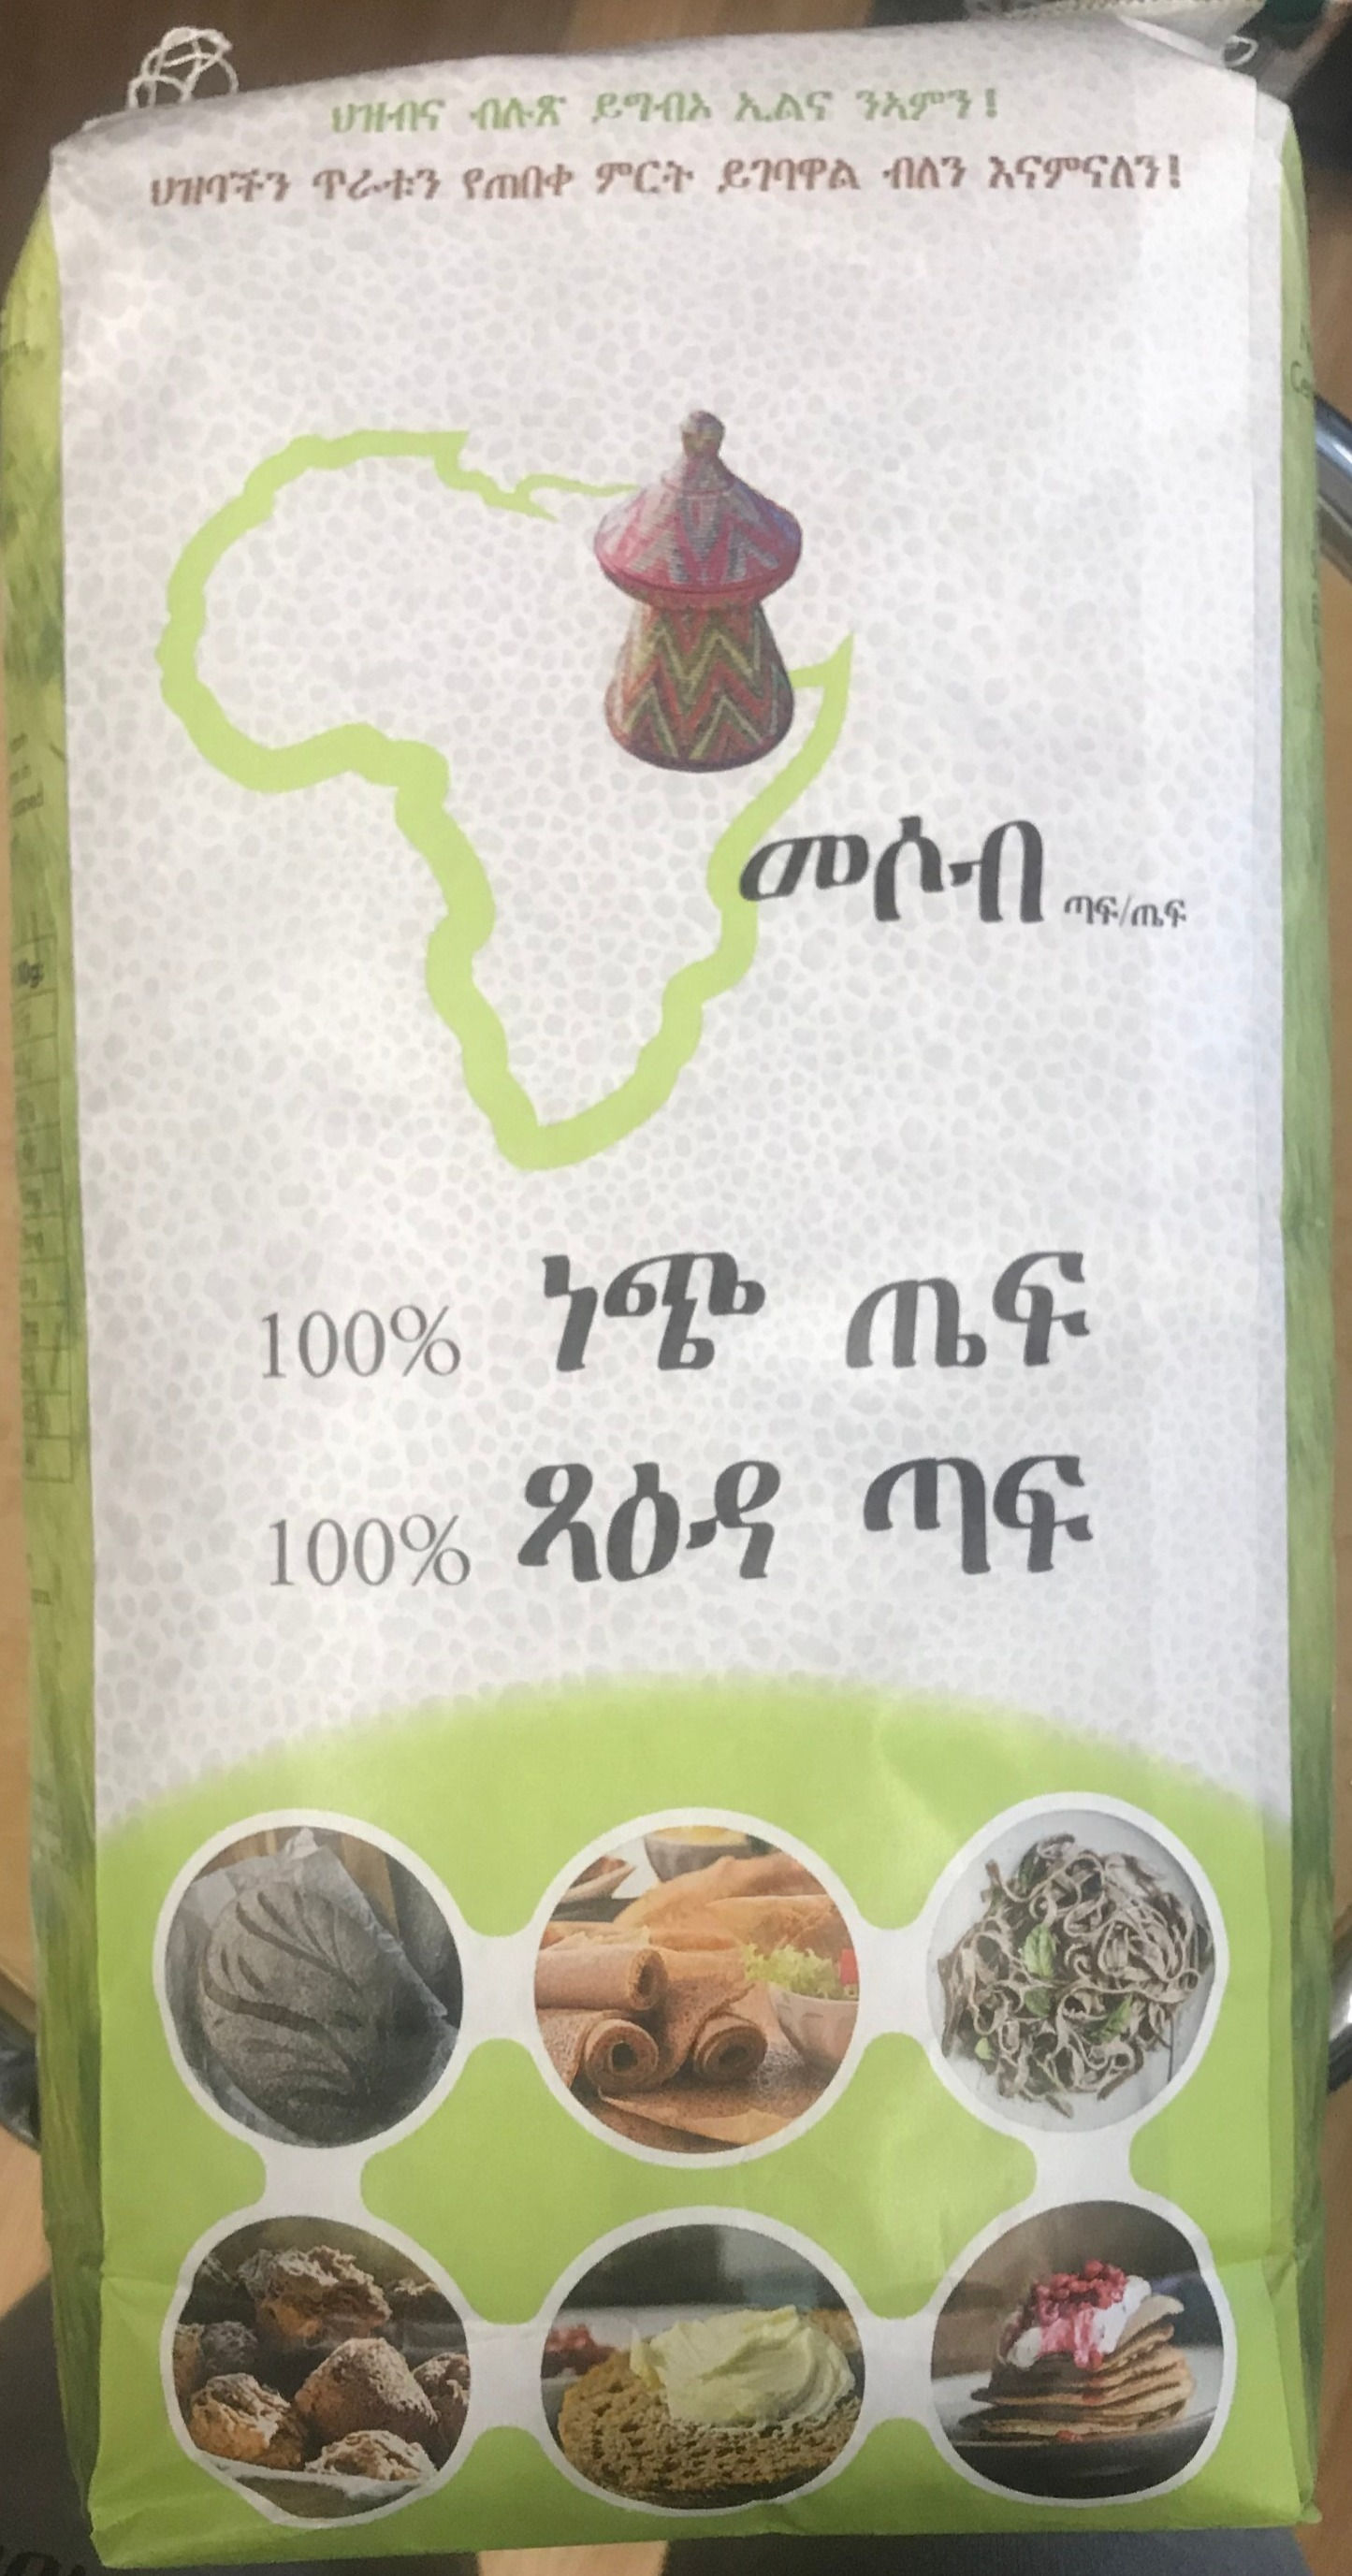 ህዝብና ብሉጽ ይግብኦ ኢልና ንኣምን!
ህዝባችን ጥራቱን የጠበቀ ምርት ይገባዋል ብለን እናምናለን!
መሶብ ጣፍ/ጤፍ
100% ነጭ ጤፍ
100% ጻዕዳ ጣፍ